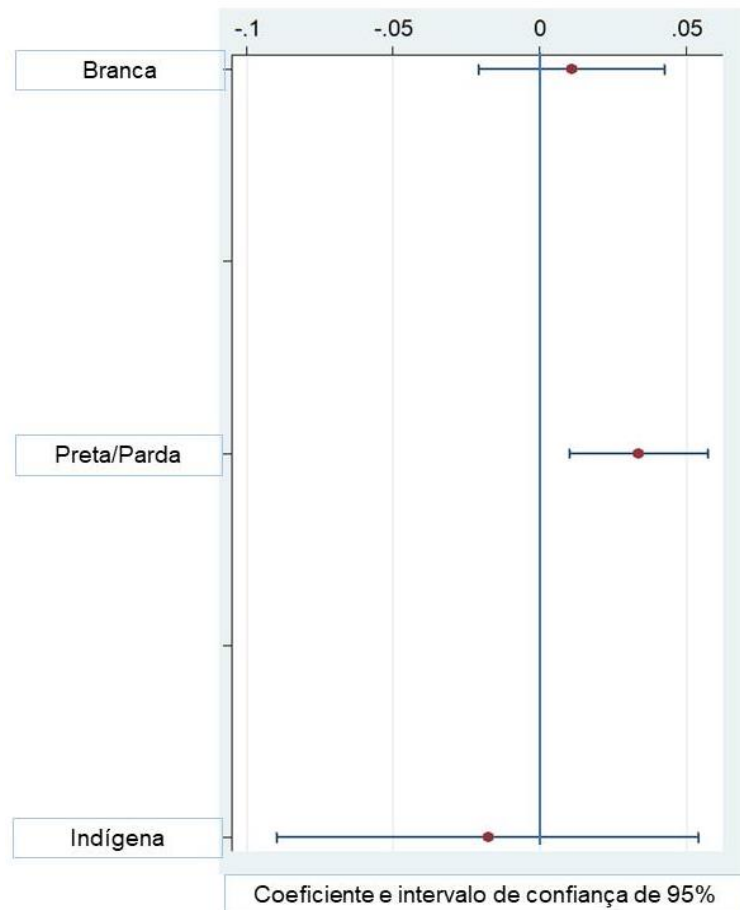 -.1 -.05 0 .05
Branca
Preta/Parda
Indígena
Coeficiente e intervalo de confiança de 95%